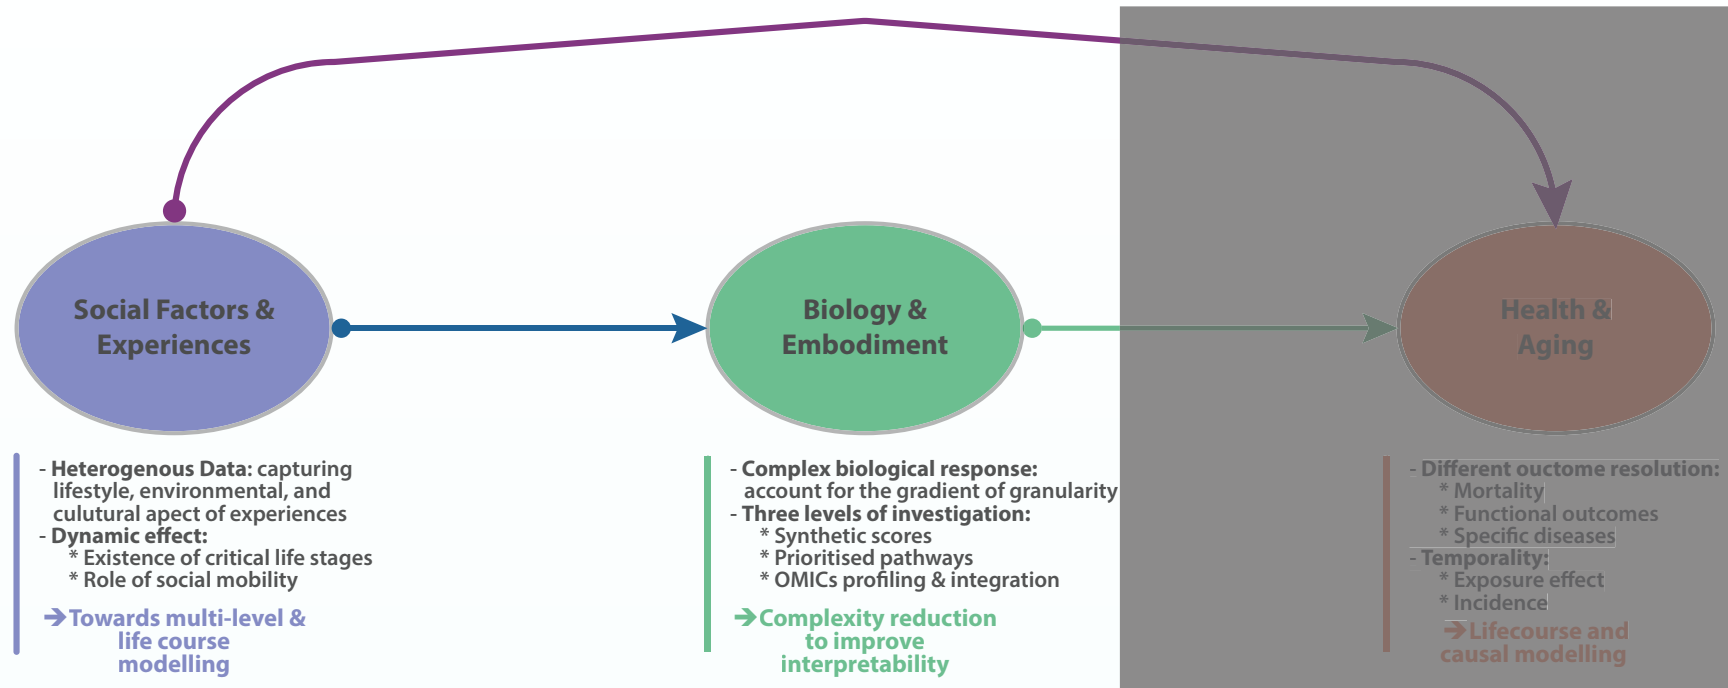 Social Factors &
Experiences
Biology &
Embodiment
Health &
Aging
- Heterogenous Data: capturing
lifestyle, environmental, and
culutural apect of experiences
- Dynamic effect:
* Existence of critical life stages
* Role of social mobility
➔ Towards multi-level &
life course
modelling
- Complex biological response:
account for the gradient of granularity
- Three levels of investigation:
* Synthetic scores
* Prioritised pathways
* OMICs profiling & integration
➔ Complexity reduction
to improve
interpretability
- Different ouctome resolution:
* Mortality
* Functional outcomes
* Specific diseases
- Temporality:
* Exposure effect
* Incidence
➔ Lifecourse and
causal modelling